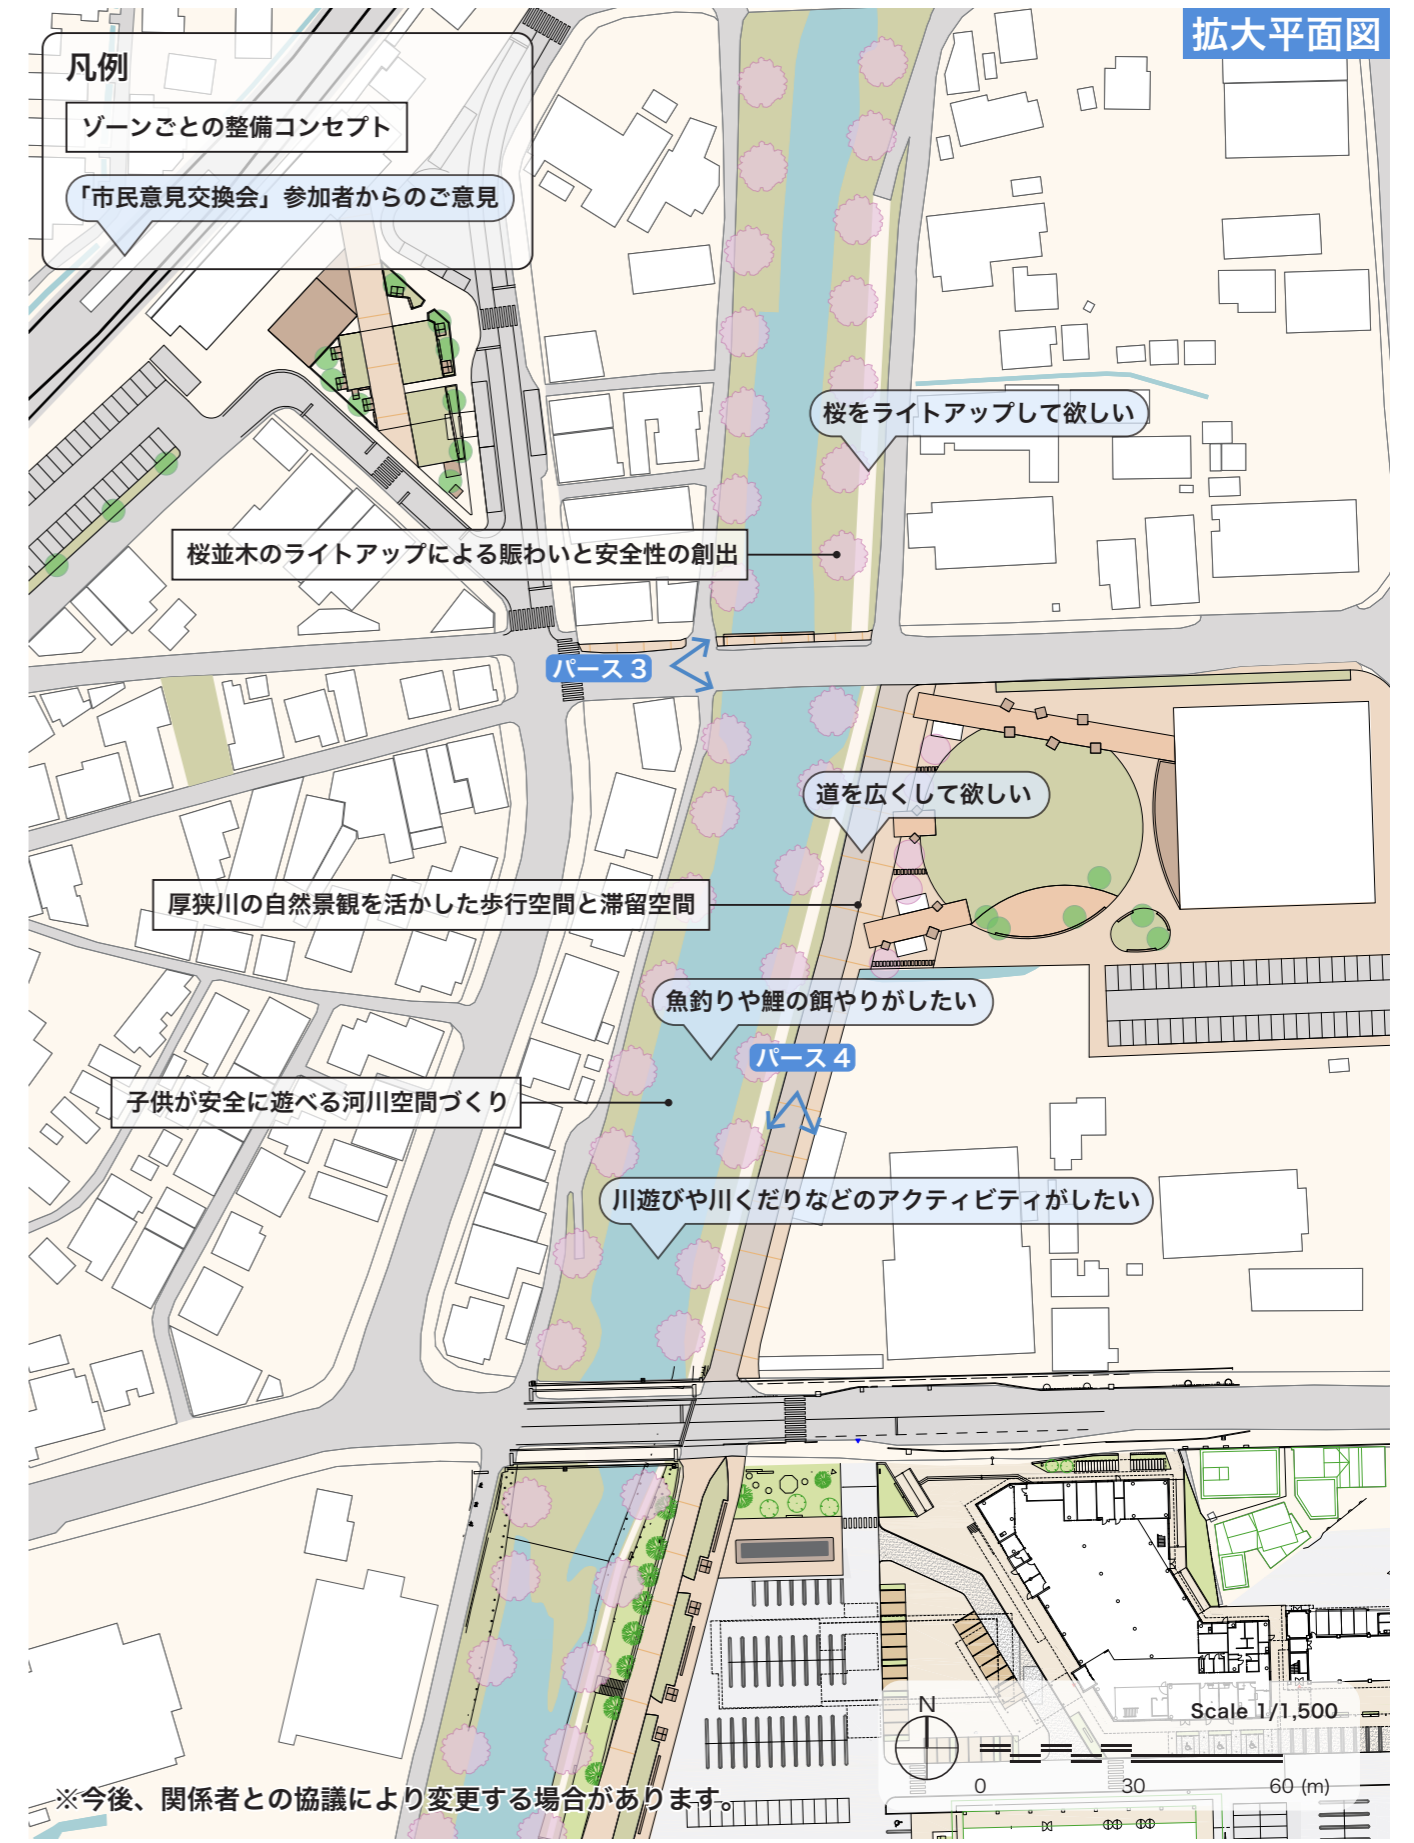 拡大平面図
凡例
ゾーンごとの整備コンセプト
「市民意見交換会」参加者からのご意見
桜をライトアップして欲しい
桜並木のライトアップによる賑わいと安全性の創出
パース3
道を広くして欲しい
厚狭川の自然景観を活かした歩行空間と滞留空間
魚釣りや鯉の餌やりがしたい
パース4
子供が安全に遊べる河川空間づくり
川遊びや川くだりなどのアクティビティがしたい
N
Scale 1/1,500
0 30 60 (m)
※今後、関係者との協議により変更する場合があります。